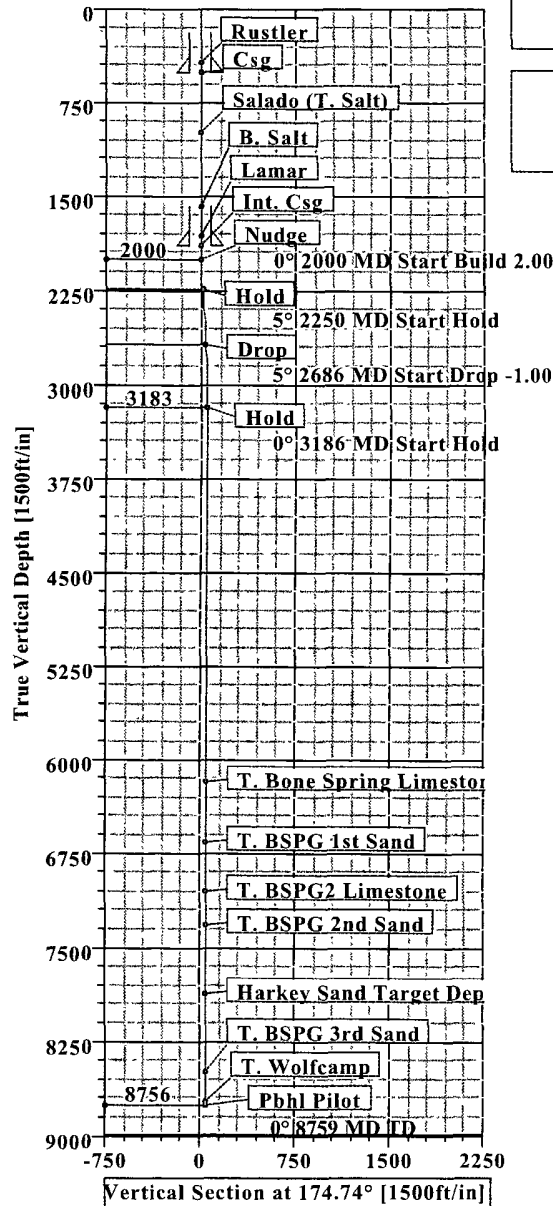 0
Rustler
Csg
750
Salado (T. Salt)
B. Salt
Lamar
1500
Int. Csg
Nudge
2000
0° 2000 MD Start Build 2.00
2250
Hold
5° 2250 MD Start Hold
Drop
5° 2686 MD Start Drop -1.00
3000
3183
Hold
0° 3186 MD Start Hold
3750
4500
5250
6000
T. Bone Spring Limeston
6750
T. BSPG 1st Sand
T. BSPG2 Limestone
T. BSPG 2nd Sand
7500
Harkey Sand Target Dep
8250
T. BSPG 3rd Sand
T. Wolfcamp
8756
Pbhl Pilot
0° 8759 MD TD
9000
-750 0 750 1500 2250
Vertical Section at 174.74° [1500ft/in]
True Vertical Depth [1500ft/in]